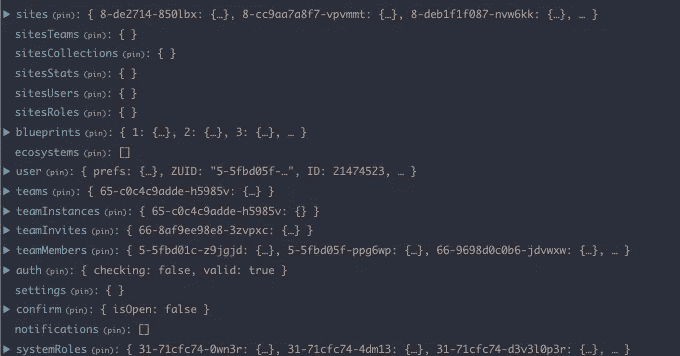 ▶ sites (pin): { 8-de2714-850lbx: {…}, 8-cc9aa7a8f7-vpvmmt: {…}, 8-deb1f1f087-nvw6kk: {…}, … }
sitesTeams (pin): { }
sitesCollections (pin): { }
sitesStats (pin): { }
sitesUsers (pin): { }
sitesRoles (pin): { }
▶ blueprints (pin): { 1: {…}, 2: {…}, 3: {…}, … }
ecosystems (pin): []
▶ user (pin): { prefs: {…}, ZUID: "5-5fbd05f-…", ID: 21474523, … }
▶ teams (pin): { 65-c0c4c9adde-h5985v: {…} }
▶ teamInstances (pin): { 65-c0c4c9adde-h5985v: {} }
▶ teamInvites (pin): { 66-8af9ee98e8-3zvpxc: {…} }
▶ teamMembers (pin): { 5-5fbd01c-z9jgjd: {…}, 5-5fbd05f-ppg6wp: {…}, 66-9698d0c0b6-jdvwxw: {…}, … }
▶ auth (pin): { checking: false, valid: true }
settings (pin): { }
▶ confirm (pin): { isOpen: false }
notifications (pin): []
▶ systemRoles (pin): { 31-71cfc74-0wn3r: {…}, 31-71cfc74-4dm13: {…}, 31-71cfc74-d3v3l0p3r: {…}, … }